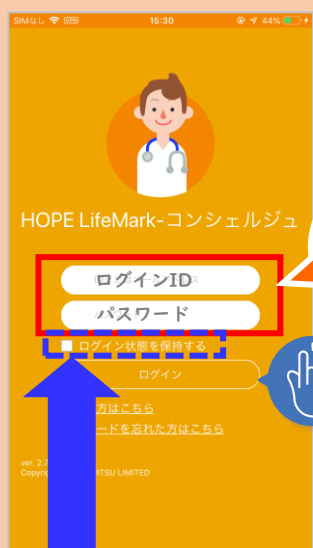 SIMなし VPN 15:30 44%
HOPE LifeMark-コンシェルジュ
ログインID
パスワード
ログイン状態を保持する
ログイン
方はこちら
ードを忘れた方はこちら
ver. 2.7
Copyri ITSU LIMITED